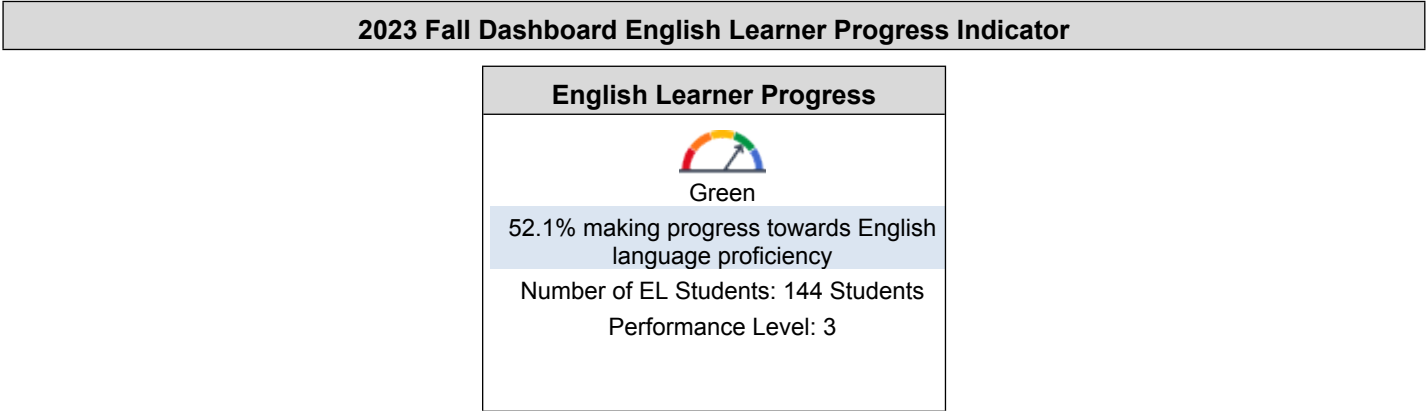 2023 Fall Dashboard English Learner Progress Indicator
English Learner Progress
Green
52.1% making progress towards English
language proficiency
Number of EL Students: 144 Students
Performance Level: 3